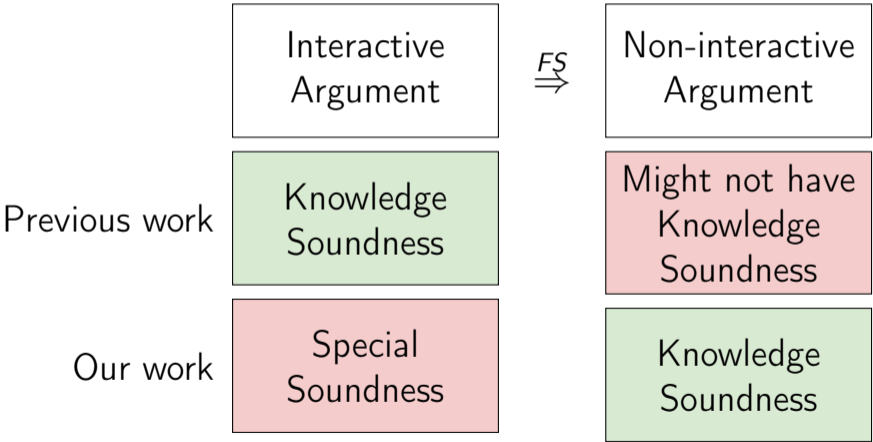 Interactive
Argument
FS
⇒
Non-interactive
Argument
Previous work
Knowledge
Soundness
Might not have
Knowledge
Soundness
Our work
Special
Soundness
Knowledge
Soundness